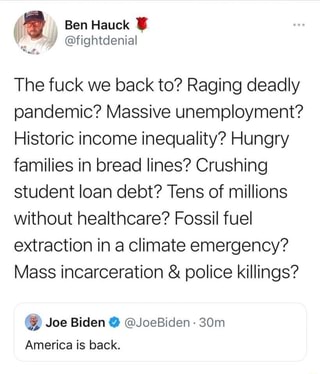 Ben Hauck 🌹
@fightdenial
The fuck we back to? Raging deadly
pandemic? Massive unemployment?
Historic income inequality? Hungry
families in bread lines? Crushing
student loan debt? Tens of millions
without healthcare? Fossil fuel
extraction in a climate emergency?
Mass incarceration & police killings?
Joe Biden @JoeBiden · 30m
America is back.